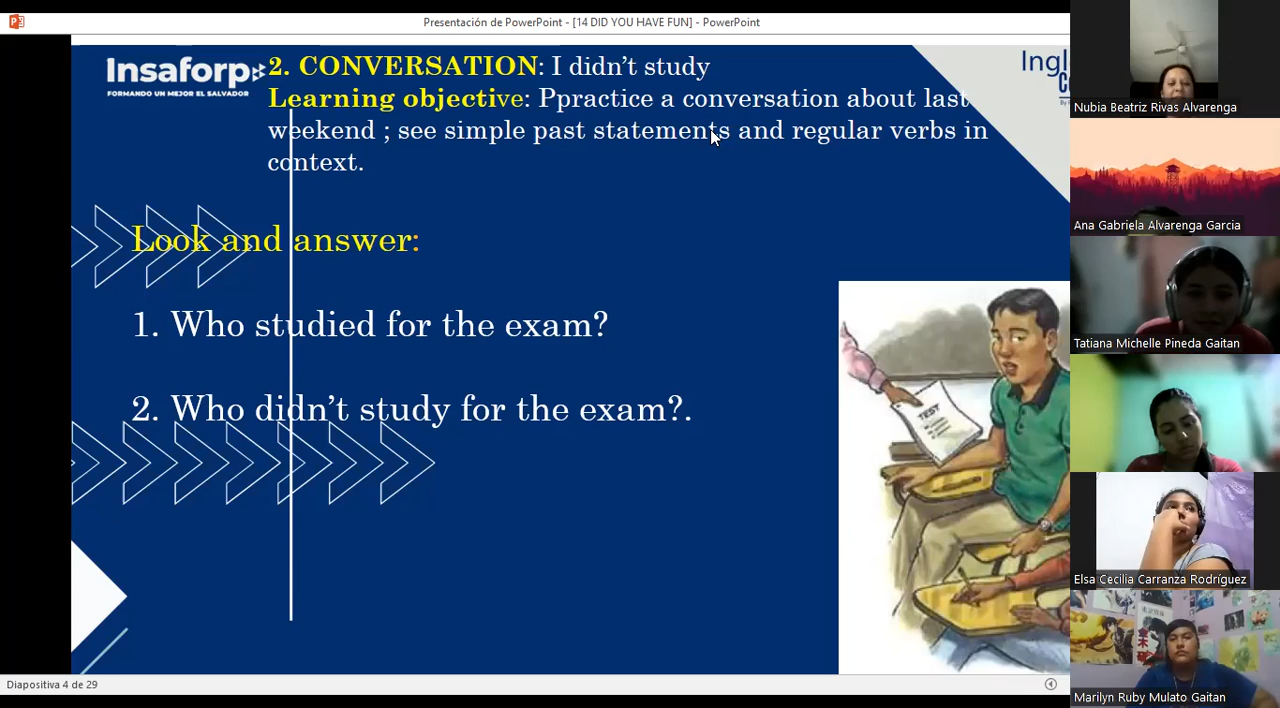 Presentación de PowerPoint - [14 DID YOU HAVE FUN] - PowerPoint
Insaforp
FORMANDO UN MEJOR EL SALVADOR
2. CONVERSATION: I didn't study
Learning objective: Ppractice a conversation about last
weekend ; see simple past statements and regular verbs in
context.
Look and answer:
1. Who studied for the exam?
2. Who didn't study for the exam?.
TEST
Diapositiva 4 de 29
Nubia Beatriz Rivas Alvarenga
Ana Gabriela Alvarenga Garcia
Tatiana Michelle Pineda Gaitan
Elsa Cecilia Carranza Rodríguez
Marilyn Ruby Mulato Gaitan